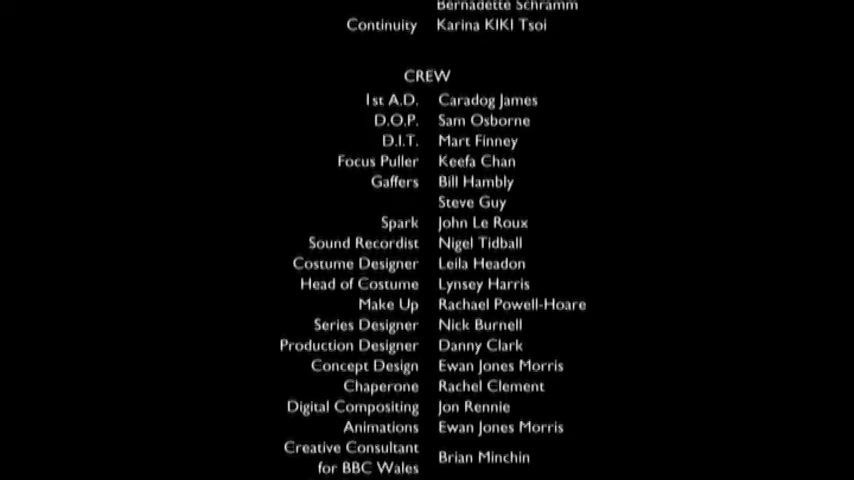 Bernadette Schramm
Continuity Karina KIKI Tsoi
CREW
1st A.D. Caradog James
D.O.P. Sam Osborne
D.I.T. Mart Finney
Focus Puller Keefa Chan
Gaffers Bill Hambly
Steve Guy
Spark John Le Roux
Sound Recordist Nigel Tidball
Costume Designer Leila Headon
Head of Costume Lynsey Harris
Make Up Rachael Powell-Hoare
Series Designer Nick Burnell
Production Designer Danny Clark
Concept Design Ewan Jones Morris
Chaperone Rachel Clement
Digital Compositing Jon Rennie
Animations Ewan Jones Morris
Creative Consultant
for BBC Wales Brian Minchin